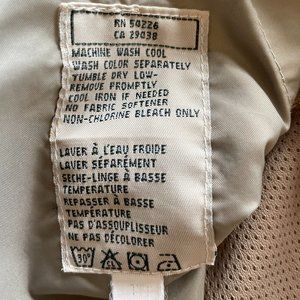 RN 54226
CA 29038
MACHINE WASH COOL
WASH COLOR SEPARATELY
TUMBLE DRY LOW-
REMOVE PROMPTLY
COOL IRON IF NEEDED
NO FABRIC SOFTENER
NON-CHLORINE BLEACH ONLY
LAVER À L'EAU FROIDE
LAVER SÉPARÉMENT
SÈCHE-LINGE À BASSE
TEMPÉRATURE
REPASSER À BASSE
TEMPÉRATURE
PAS D'ASSOUPLISSEUR
NE PAS DÉCOLORER
30°